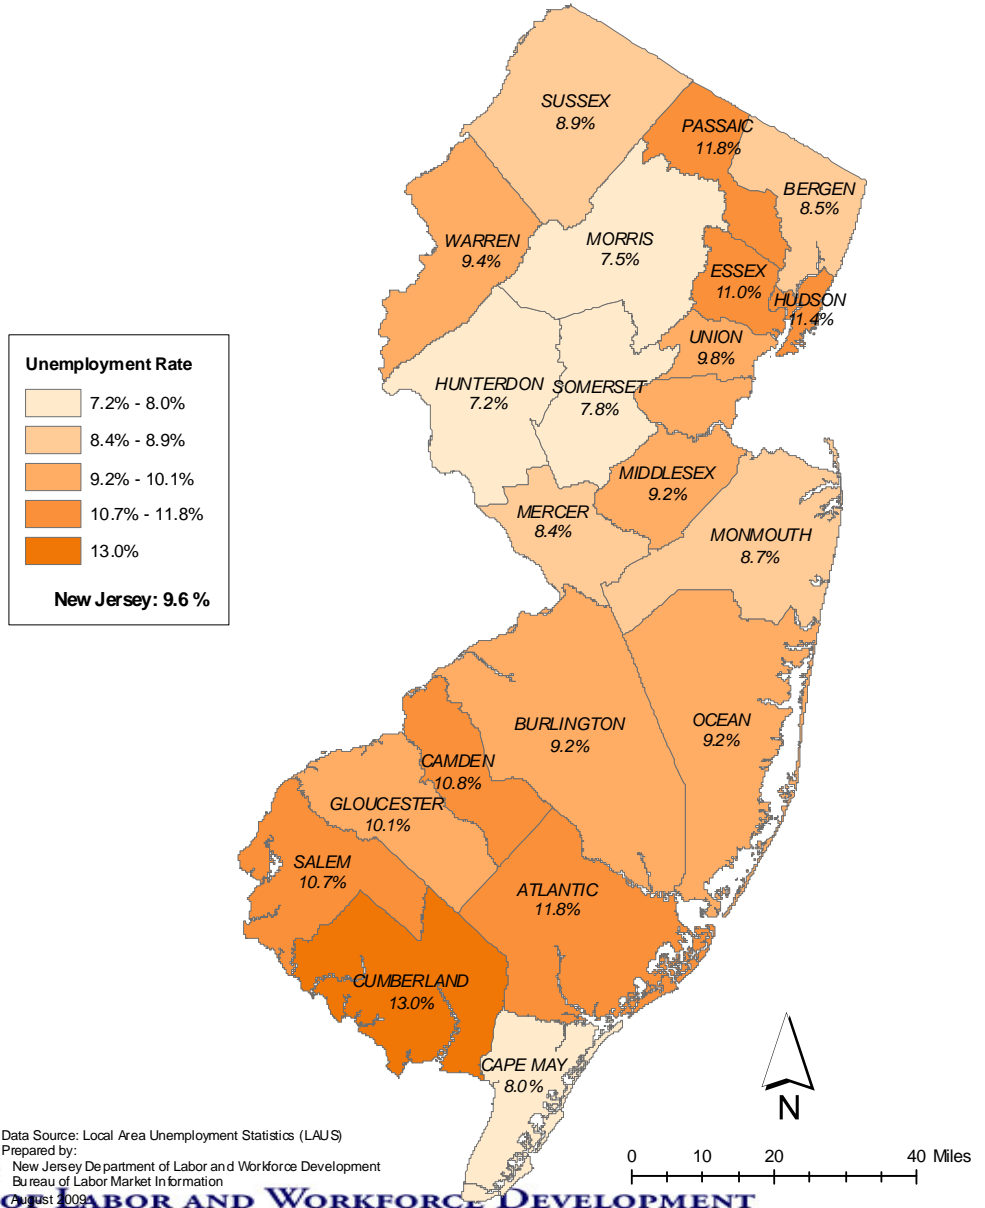 SUSSEX
8.9%
PASSAIC
11.8%
BERGEN
8.5%
WARREN
9.4%
MORRIS
7.5%
ESSEX
11.0%
HUDSON
11.4%
UNION
9.8%
HUNTERDON
7.2%
SOMERSET
7.8%
Unemployment Rate
7.2% - 8.0%
8.4% - 8.9%
9.2% - 10.1%
10.7% - 11.8%
13.0%
New Jersey: 9.6 %
MIDDLESEX
9.2%
MERCER
8.4%
MONMOUTH
8.7%
BURLINGTON
9.2%
OCEAN
9.2%
CAMDEN
10.8%
GLOUCESTER
10.1%
SALEM
10.7%
ATLANTIC
11.8%
CUMBERLAND
13.0%
CAPE MAY
8.0%
N
0 10 20 40 Miles
Data Source: Local Area Unemployment Statistics (LAUS)
Prepared by:
New Jersey Department of Labor and Workforce Development
Bureau of Labor Market Information
August 2009
OF LABOR AND WORKFORCE DEVELOPMENT